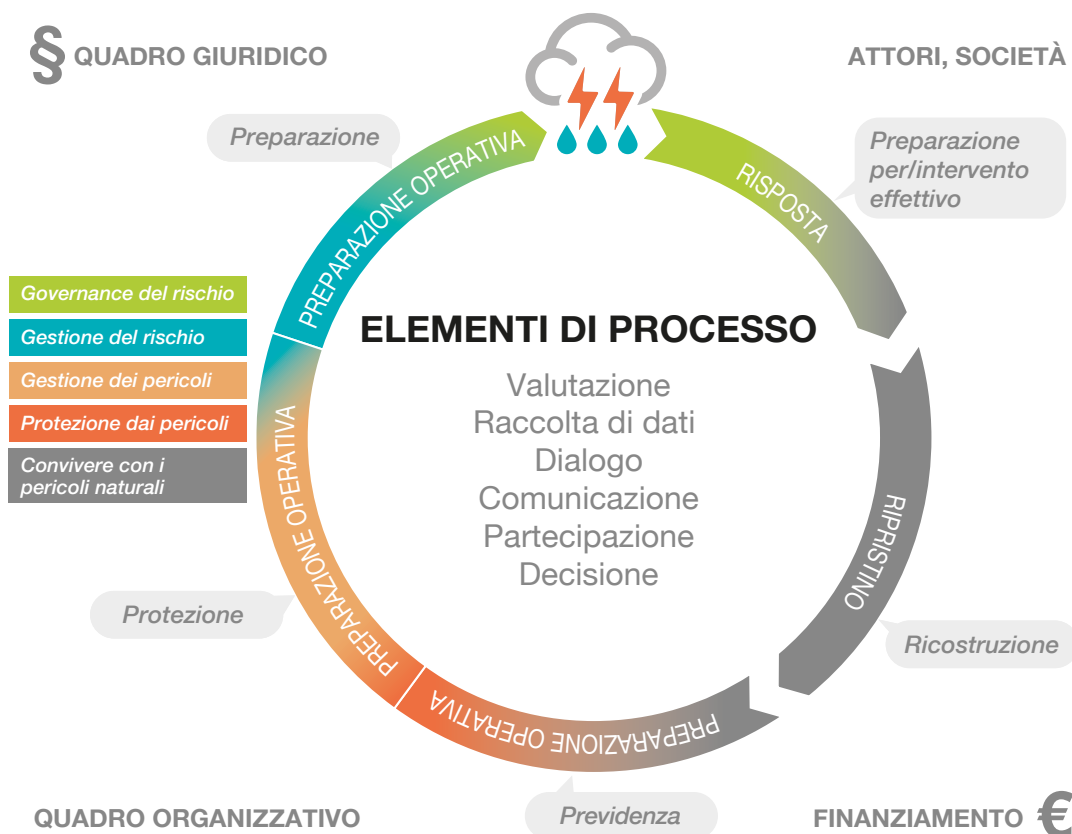 § QUADRO GIURIDICO
ATTORI, SOCIETÀ
Preparazione
Preparazione
per/intervento
effettivo
PREPARAZIONE OPERATIVA
RISPOSTA
Governance del rischio
Gestione del rischio
Gestione dei pericoli
Protezione dai pericoli
Convivere con i
pericoli naturali
ELEMENTI DI PROCESSO
Valutazione
Raccolta di dati
Dialogo
Comunicazione
Partecipazione
Decisione
PREPARAZIONE OPERATIVA
RIPRISTINO
Protezione
Ricostruzione
PREPARAZIONE OPERATIVA
Previdenza
QUADRO ORGANIZZATIVO
FINANZIAMENTO €